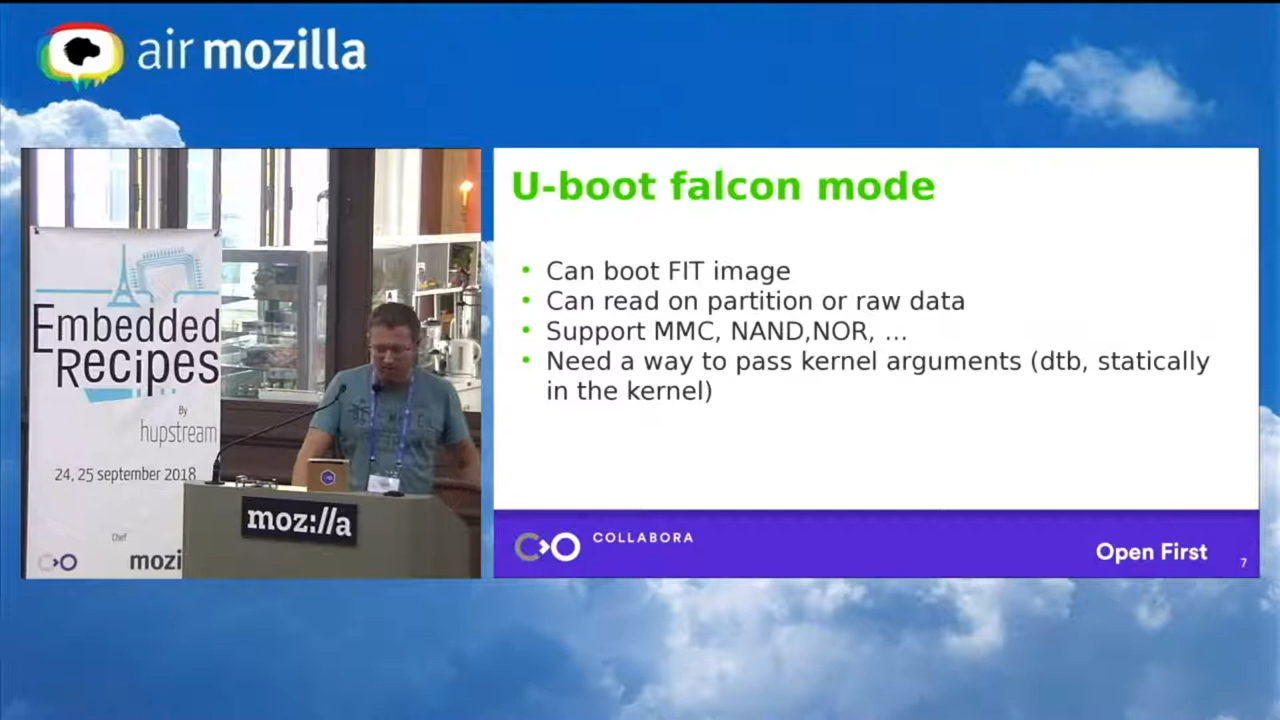 air mozilla
Embedded
Recipes
By
hupstream
24, 25 september 2018
Chef
mozi
moz://a
U-boot falcon mode
• Can boot FIT image
• Can read on partition or raw data
• Support MMC, NAND,NOR, ...
• Need a way to pass kernel arguments (dtb, statically
in the kernel)
COLLABORA
Open First
7